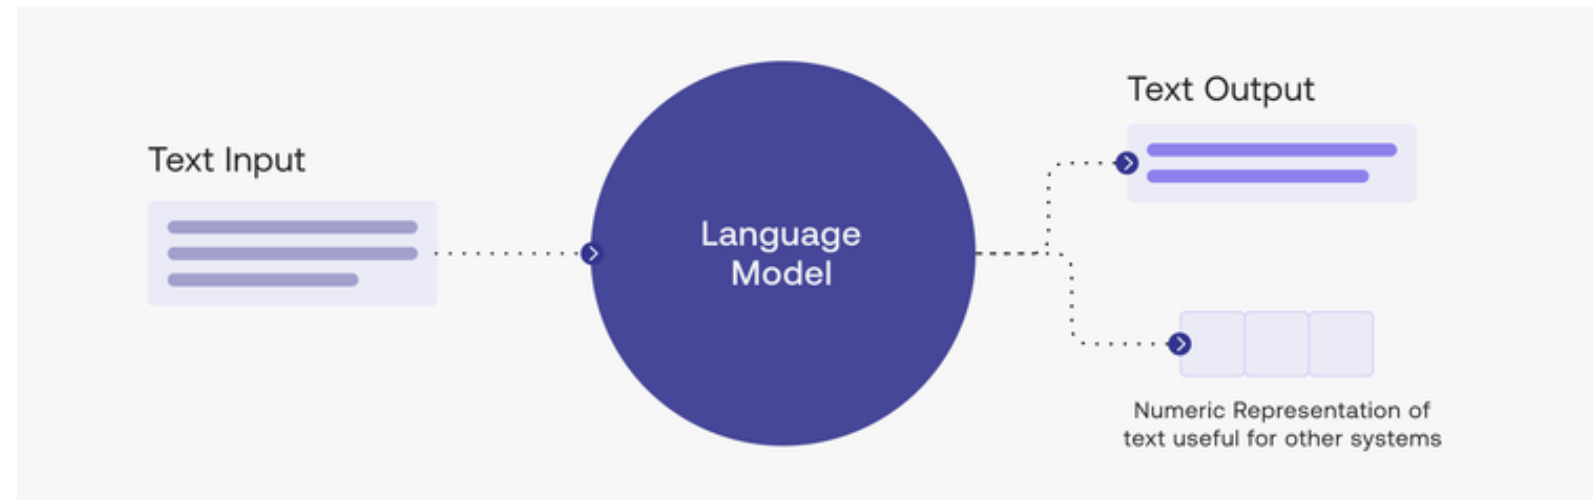 Text Input
Language
Model
Text Output
Numeric Representation of
text useful for other systems